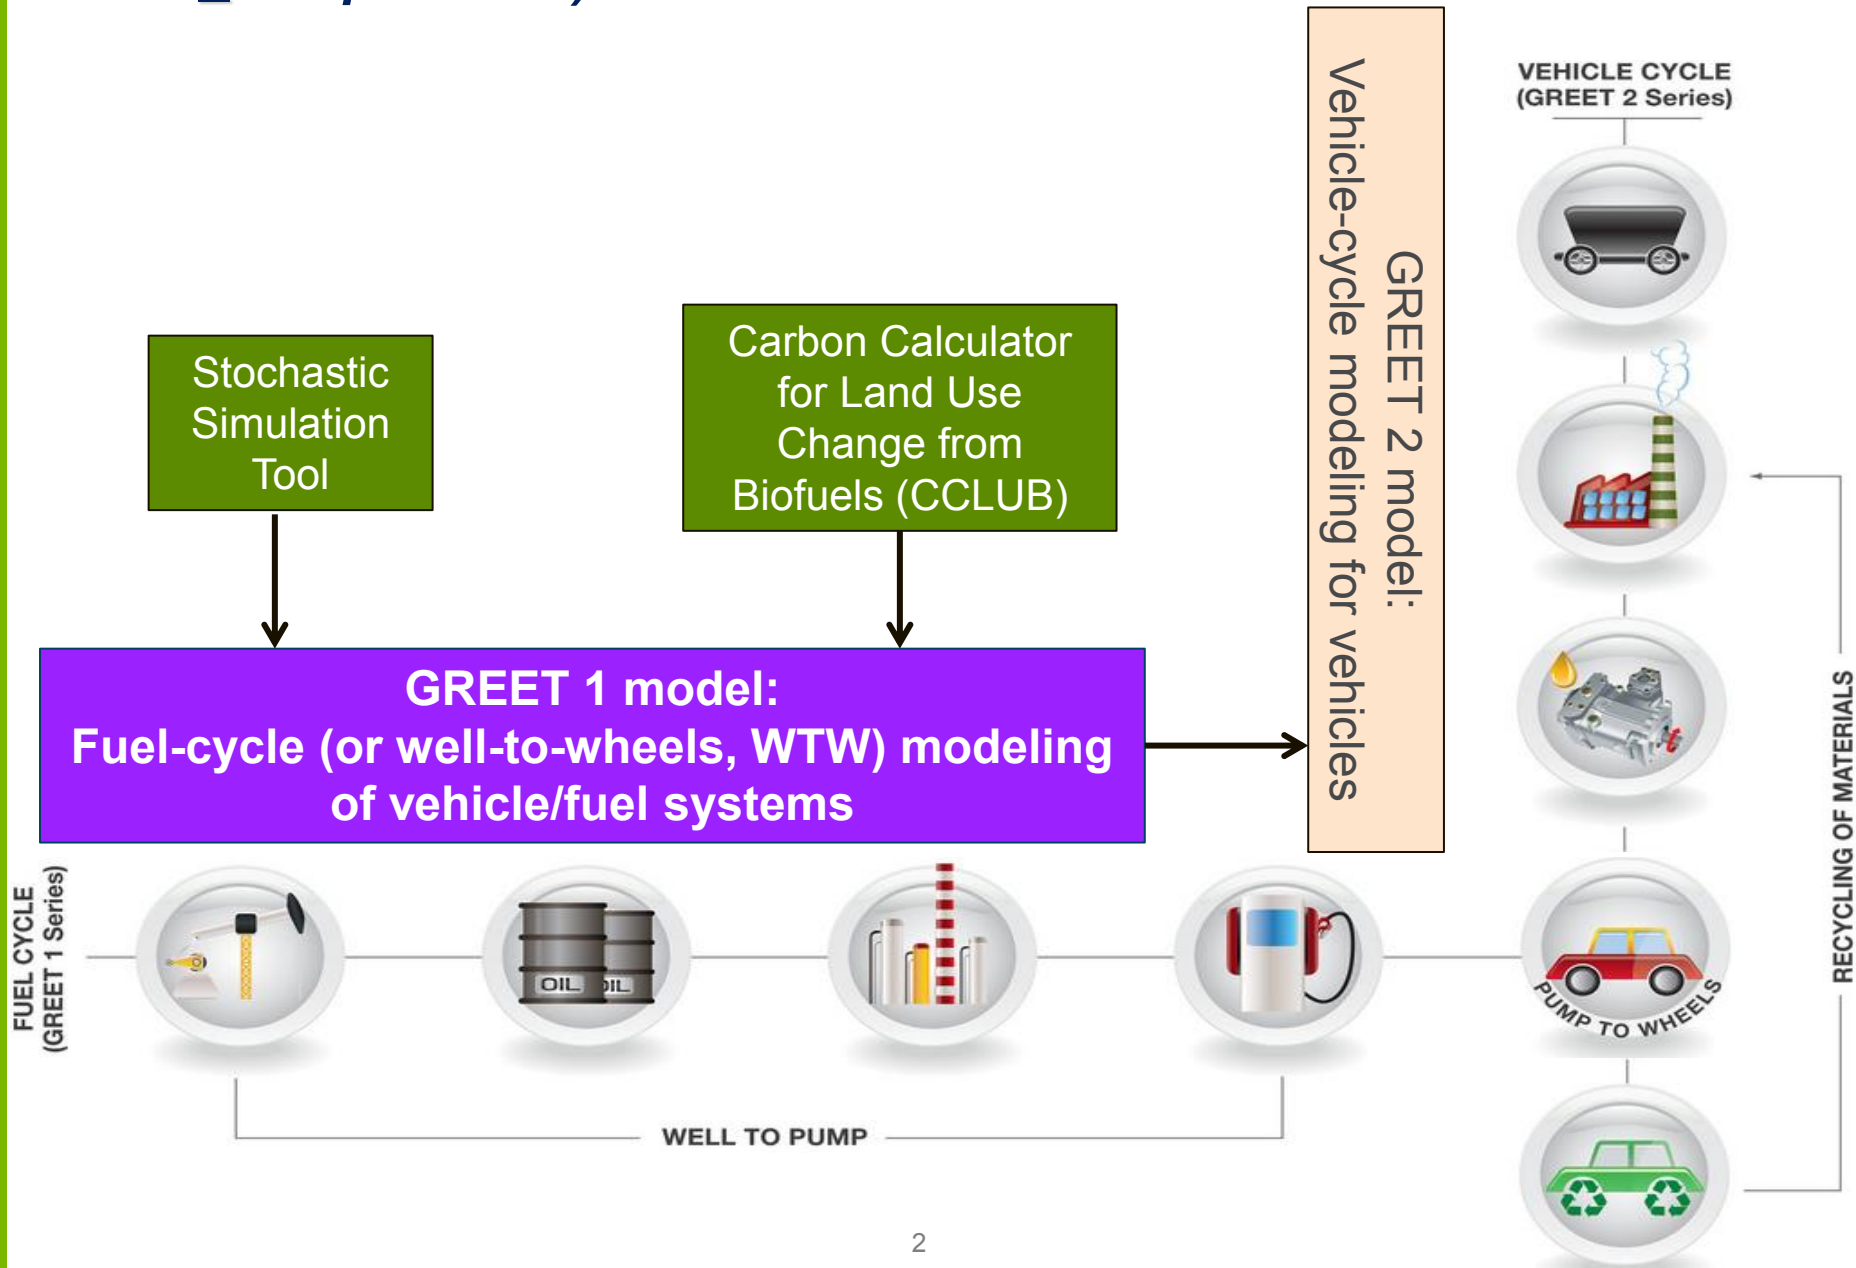 VEHICLE CYCLE
(GREET 2 Series)
GREET 2 model:
Vehicle-cycle modeling for vehicles
Stochastic
Simulation
Tool
Carbon Calculator
for Land Use
Change from
Biofuels (CCLUB)
GREET 1 model:
Fuel-cycle (or well-to-wheels, WTW) modeling
of vehicle/fuel systems
RECYCLING OF MATERIALS
FUEL CYCLE
(GREET 1 Series)
OIL
OIL
PUMP TO WHEELS
WELL TO PUMP
2